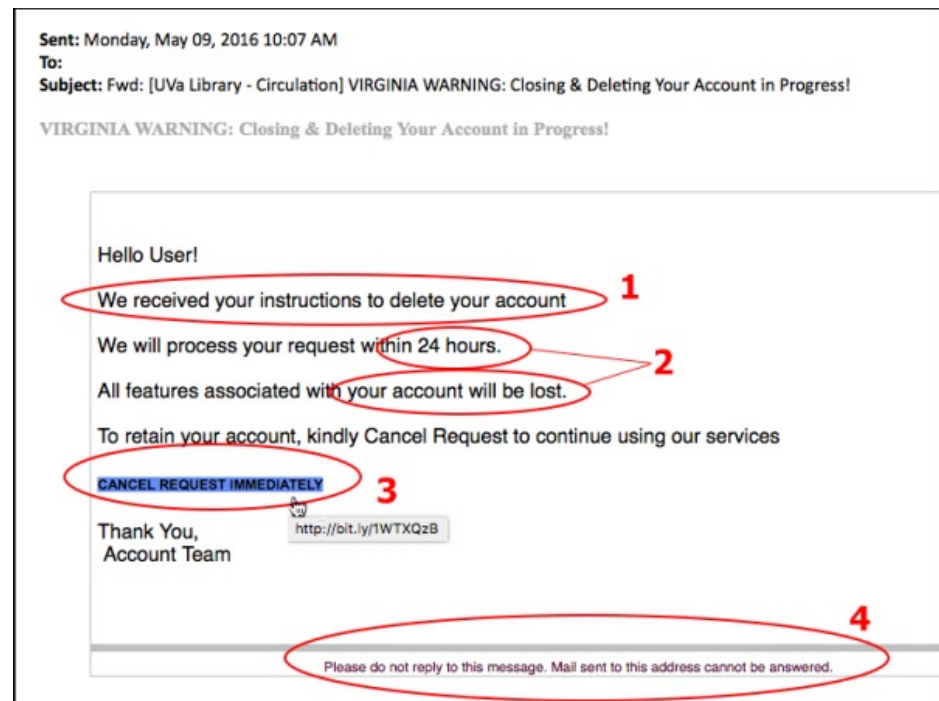 Sent: Monday, May 09, 2016 10:07 AM
To:
Subject: Fwd: [UVa Library - Circulation] VIRGINIA WARNING: Closing & Deleting Your Account in Progress!
VIRGINIA WARNING: Closing & Deleting Your Account in Progress!
Hello User!
We received your instructions to delete your account
1
We will process your request within 24 hours.
2
All features associated with your account will be lost.
To retain your account, kindly Cancel Request to continue using our services
CANCEL REQUEST IMMEDIATELY
3
http://bit.ly/1WTXQzB
Thank You,
Account Team
4
Please do not reply to this message. Mail sent to this address cannot be answered.